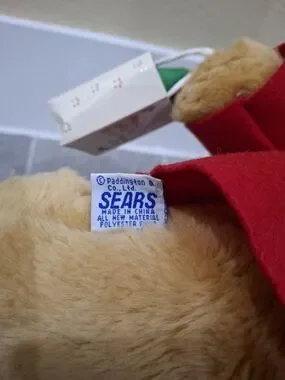 © Paddington &
Co., Ltd.
SEARS
MADE IN CHINA
ALL NEW MATERIAL
POLYESTER